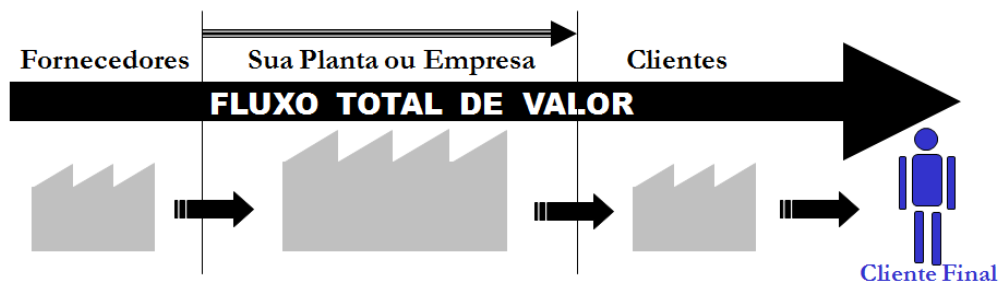 Fornecedores
Sua Planta ou Empresa
Clientes
FLUXO TOTAL DE VALOR
Cliente Final